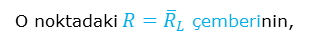 O noktadaki R = R̄_L çemberinin,